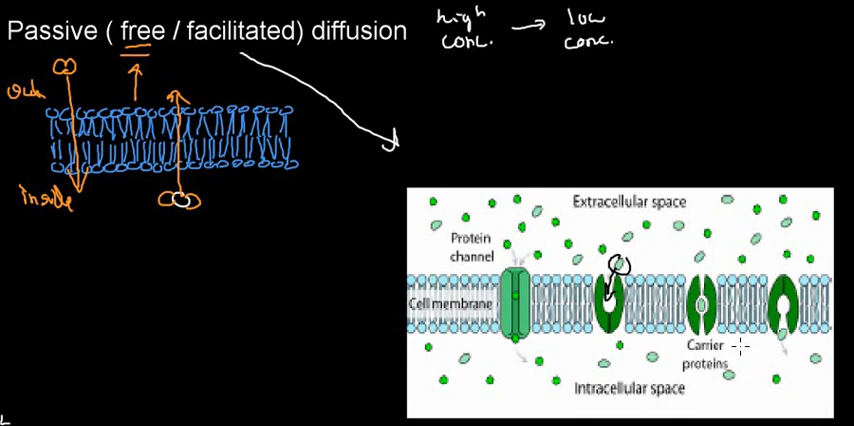 Passive ( free / facilitated) diffusion
high conc. → low conc.
out
inside
Extracellular space
Protein channel
Cell membrane
Carrier proteins
Intracellular space